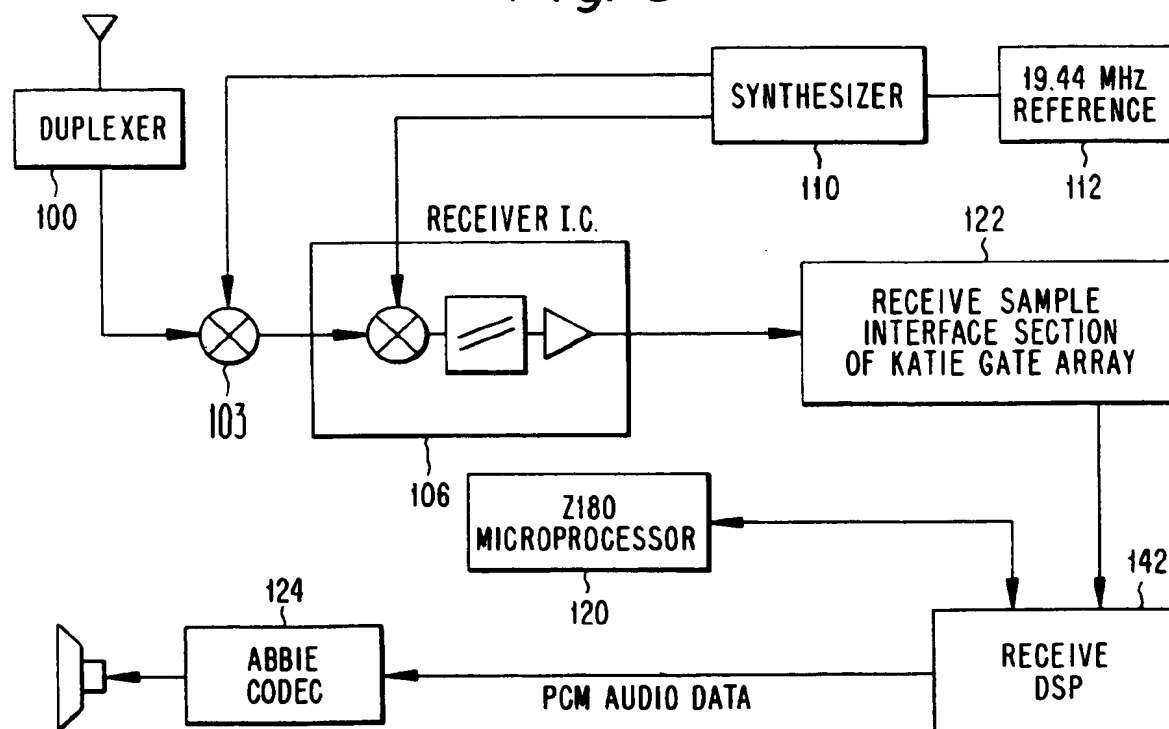 DUPLEXER
100
SYNTHESIZER
110
19.44 MHz
REFERENCE
112
103
RECEIVER I.C.
106
122
RECEIVE SAMPLE
INTERFACE SECTION
OF KATIE GATE ARRAY
Z180
MICROPROCESSOR
120
142
RECEIVE
DSP
PCM AUDIO DATA
124
ABBIE
CODEC